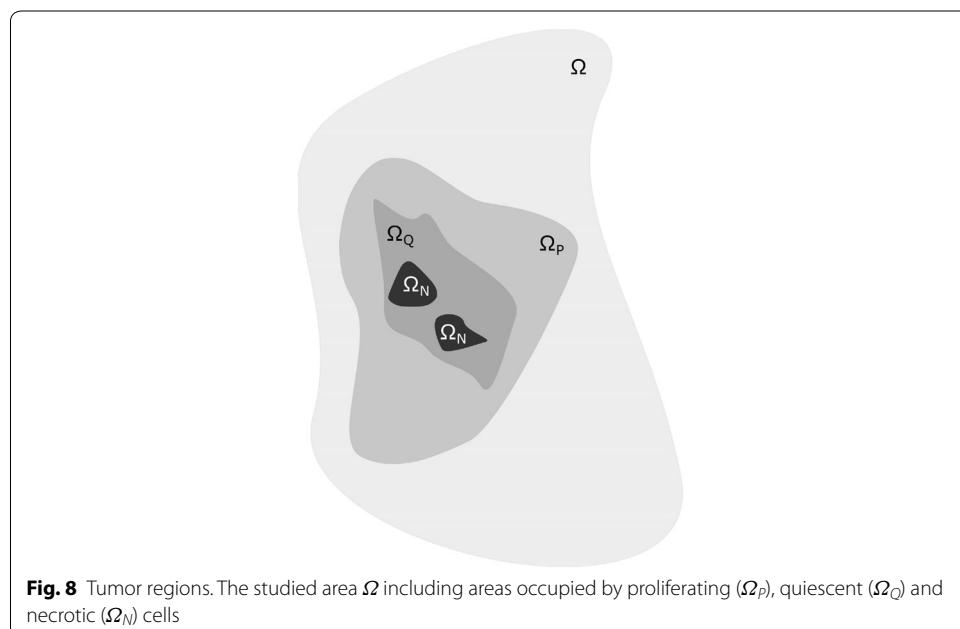 Ω
Ω_Q
Ω_P
Ω_N
Ω_N
Fig. 8 Tumor regions. The studied area Ω including areas occupied by proliferating (Ω_P), quiescent (Ω_Q) and
necrotic (Ω_N) cells